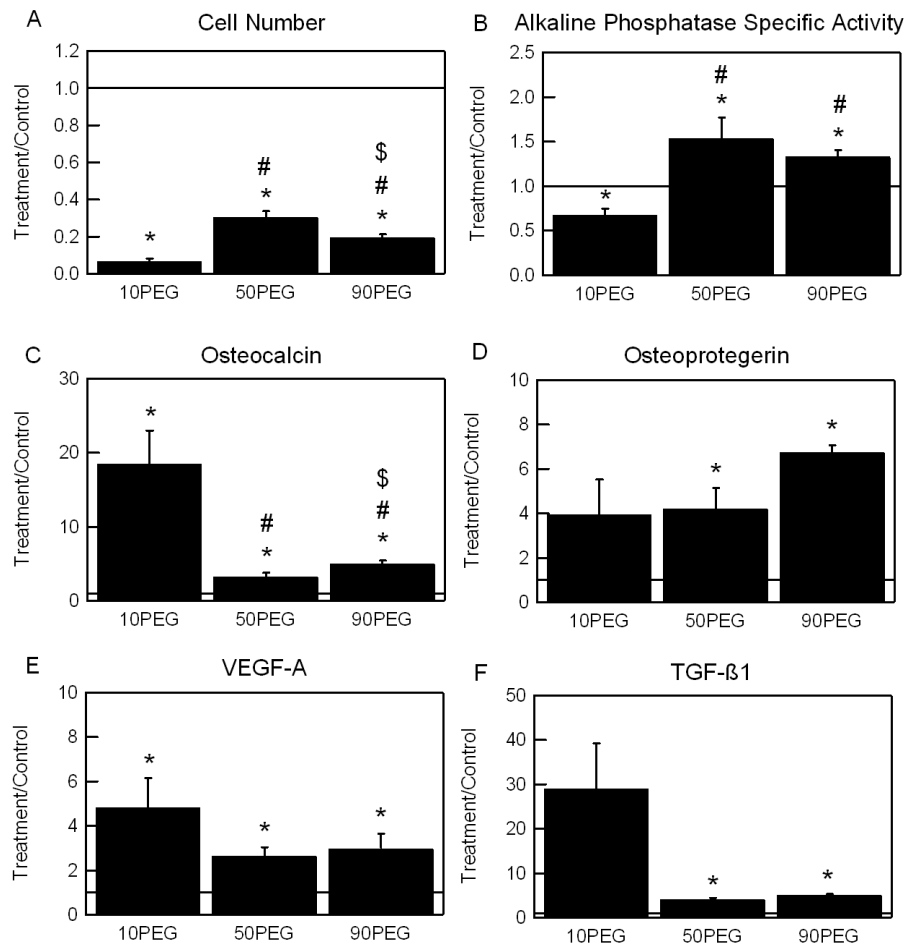 A
Cell Number
Treatment/Control
1.2
1.0
0.8
0.6
0.4
0.2
0.0
*
#
*
$
#
*
10PEG 50PEG 90PEG
B
Alkaline Phosphatase Specific Activity
Treatment/Control
2.5
2.0
1.5
1.0
0.5
0.0
*
#
*
#
*
10PEG 50PEG 90PEG
C
Osteocalcin
Treatment/Control
30
20
10
0
*
#
*
$
#
*
10PEG 50PEG 90PEG
D
Osteoprotegerin
Treatment/Control
10
8
6
4
2
0
*
*
10PEG 50PEG 90PEG
E
VEGF-A
Treatment/Control
10
8
6
4
2
0
*
*
*
10PEG 50PEG 90PEG
F
TGF-ß1
Treatment/Control
50
40
30
20
10
0
*
*
10PEG 50PEG 90PEG